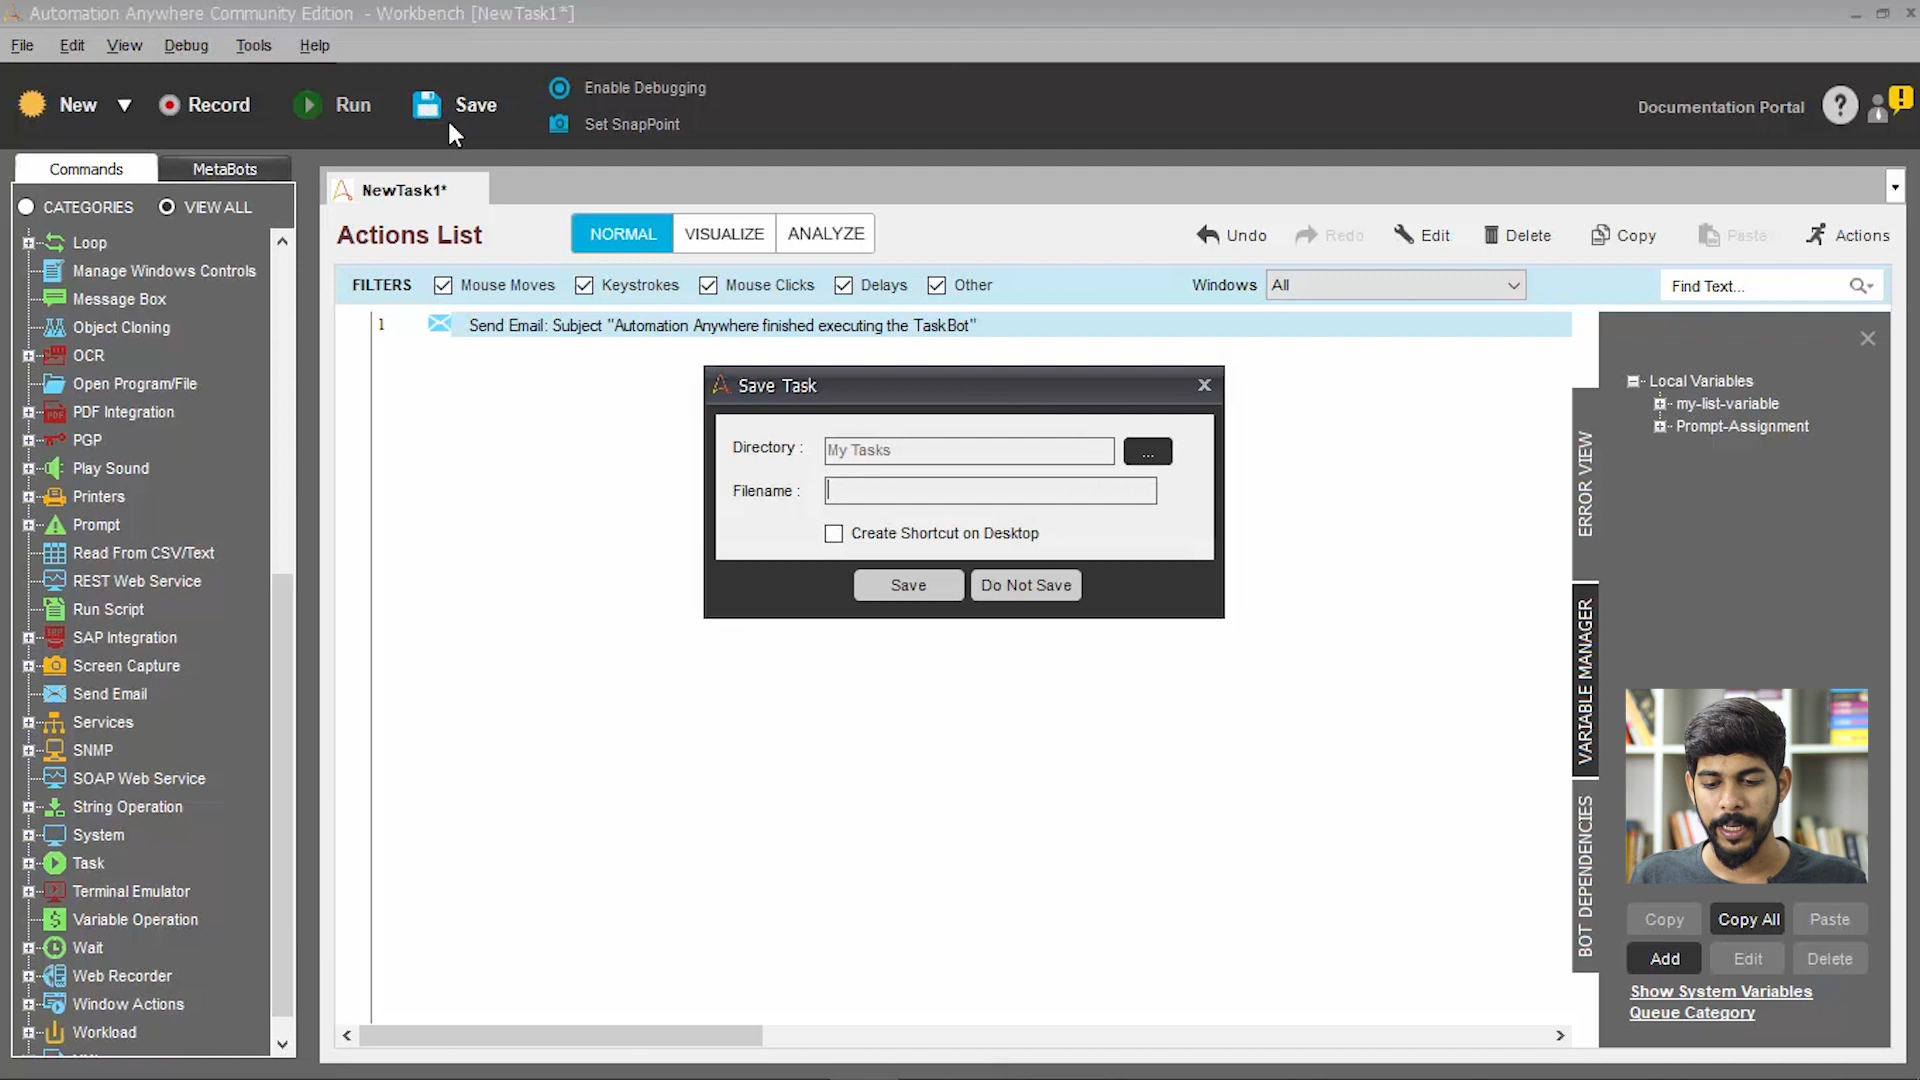 Automation Anywhere Community Edition - Workbench [NewTask1*]
File Edit View Debug Tools Help
New Record Run Save
Enable Debugging
Set SnapPoint
Documentation Portal ?
Commands MetaBots
CATEGORIES VIEW ALL
Loop
Manage Windows Controls
Message Box
Object Cloning
OCR
Open Program/File
PDF Integration
PGP
Play Sound
Printers
Prompt
Read From CSV/Text
REST Web Service
Run Script
SAP Integration
Screen Capture
Send Email
Services
SNMP
SOAP Web Service
String Operation
System
Task
Terminal Emulator
Variable Operation
Wait
Web Recorder
Window Actions
Workload
NewTask1*
Actions List NORMAL VISUALIZE ANALYZE Undo Redo Edit Delete Copy Paste Actions
FILTERS Mouse Moves Keystrokes Mouse Clicks Delays Other Windows All Find Text...
1 Send Email: Subject "Automation Anywhere finished executing the TaskBot"
Save Task X
Directory : My Tasks ...
Filename :
Create Shortcut on Desktop
Save Do Not Save
ERROR VIEW
VARIABLE MANAGER
BOT DEPENDENCIES
Local Variables
my-list-variable
Prompt-Assignment
Copy Copy All Paste
Add Edit Delete
Show System Variables
Queue Category